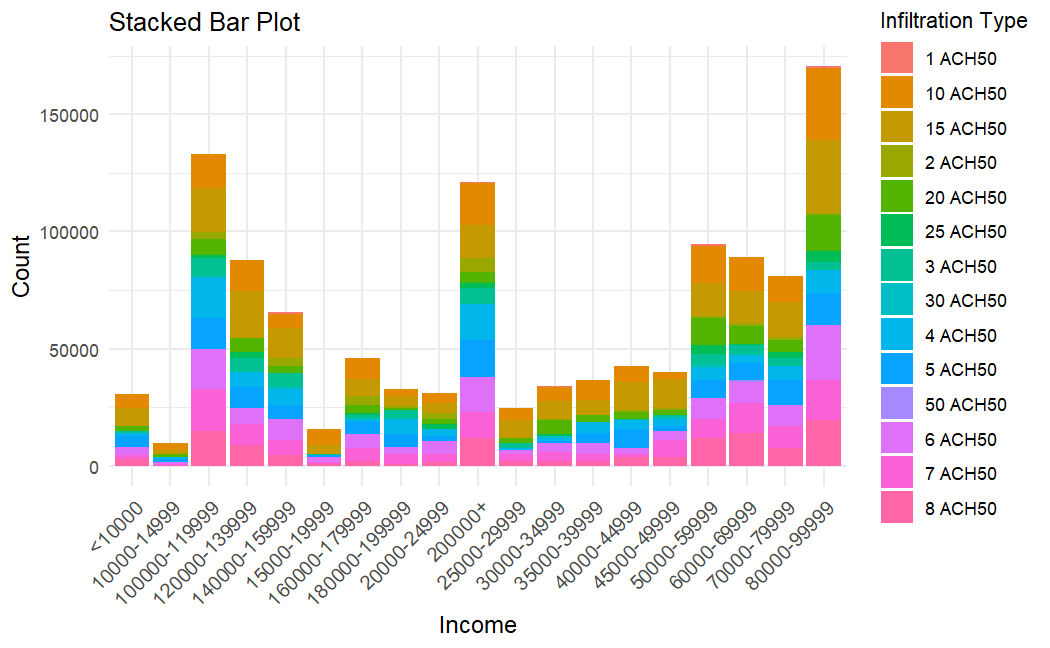 Stacked Bar Plot
Count
150000
100000
50000
0
<10000
10000-14999
100000-119999
120000-139999
140000-159999
15000-19999
160000-179999
180000-199999
20000-24999
200000+
25000-29999
30000-34999
35000-39999
40000-44999
45000-49999
50000-59999
60000-69999
70000-79999
80000-99999
Income
Infiltration Type
1 ACH50
10 ACH50
15 ACH50
2 ACH50
20 ACH50
25 ACH50
3 ACH50
30 ACH50
4 ACH50
5 ACH50
50 ACH50
6 ACH50
7 ACH50
8 ACH50